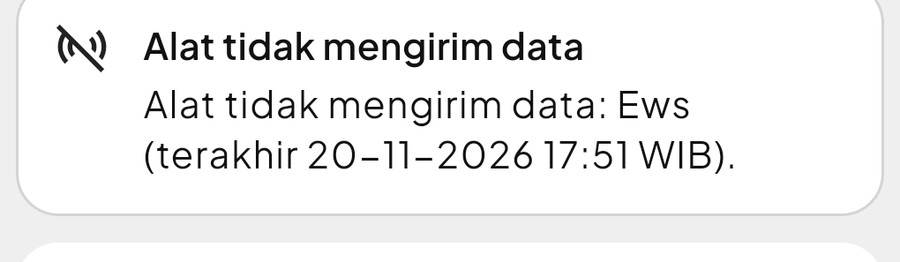 Alat tidak mengirim data
Alat tidak mengirim data: Ews
(terakhir 20–11–2026 17:51 WIB).